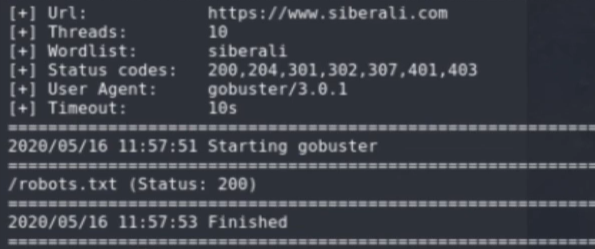 [+] Url:            https://www.siberali.com
[+] Threads:        10
[+] Wordlist:       siberali
[+] Status codes:   200,204,301,302,307,401,403
[+] User Agent:     gobuster/3.0.1
[+] Timeout:        10s
===============================================================
2020/05/16 11:57:51 Starting gobuster
===============================================================
/robots.txt (Status: 200)
===============================================================
2020/05/16 11:57:53 Finished
===============================================================